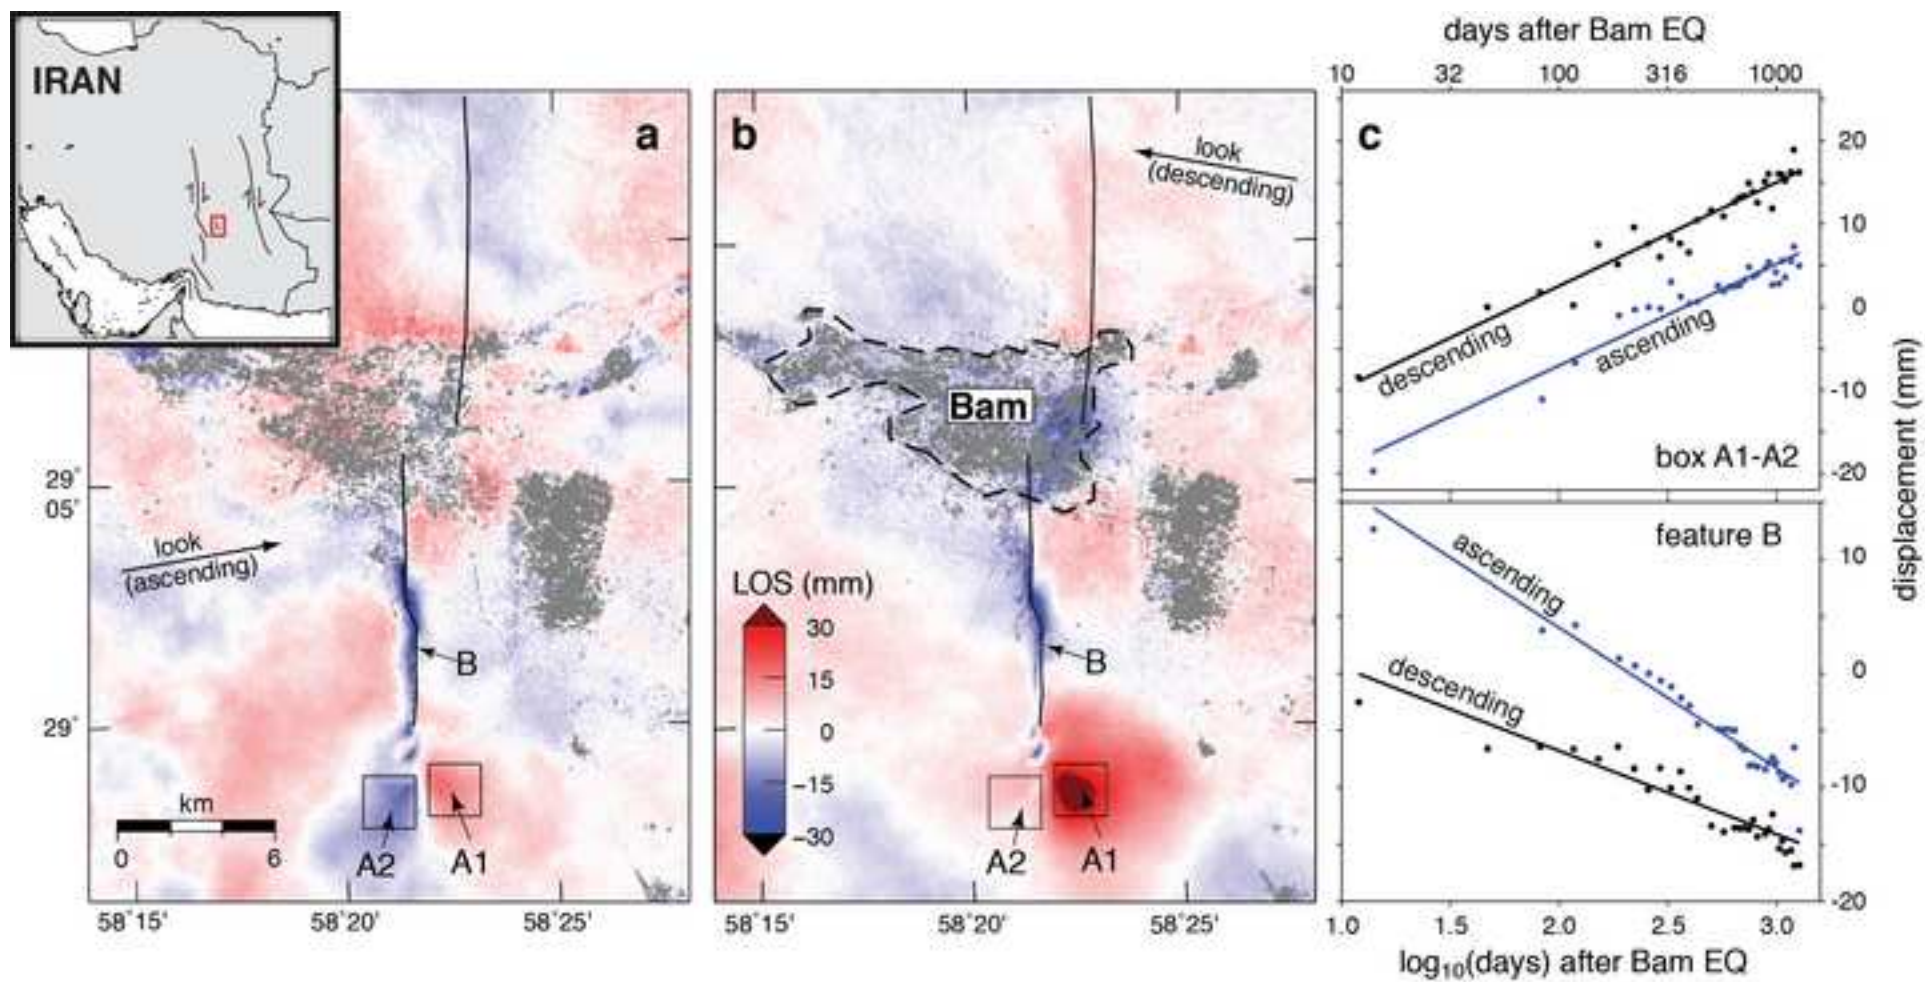 IRAN
a
look
(ascending)
29°
05'
29°
B
km
0 6
A2 A1
58°15' 58°20' 58°25'
b
look
(descending)
Bam
LOS (mm)
30
15
0
-15
-30
B
A2 A1
58°15' 58°20' 58°25'
days after Bam EQ
10 32 100 316 1000
c
descending
ascending
box A1-A2
20
10
0
-10
-20
feature B
ascending
descending
10
0
-10
-20
displacement (mm)
1.0 1.5 2.0 2.5 3.0
log₁₀(days) after Bam EQ